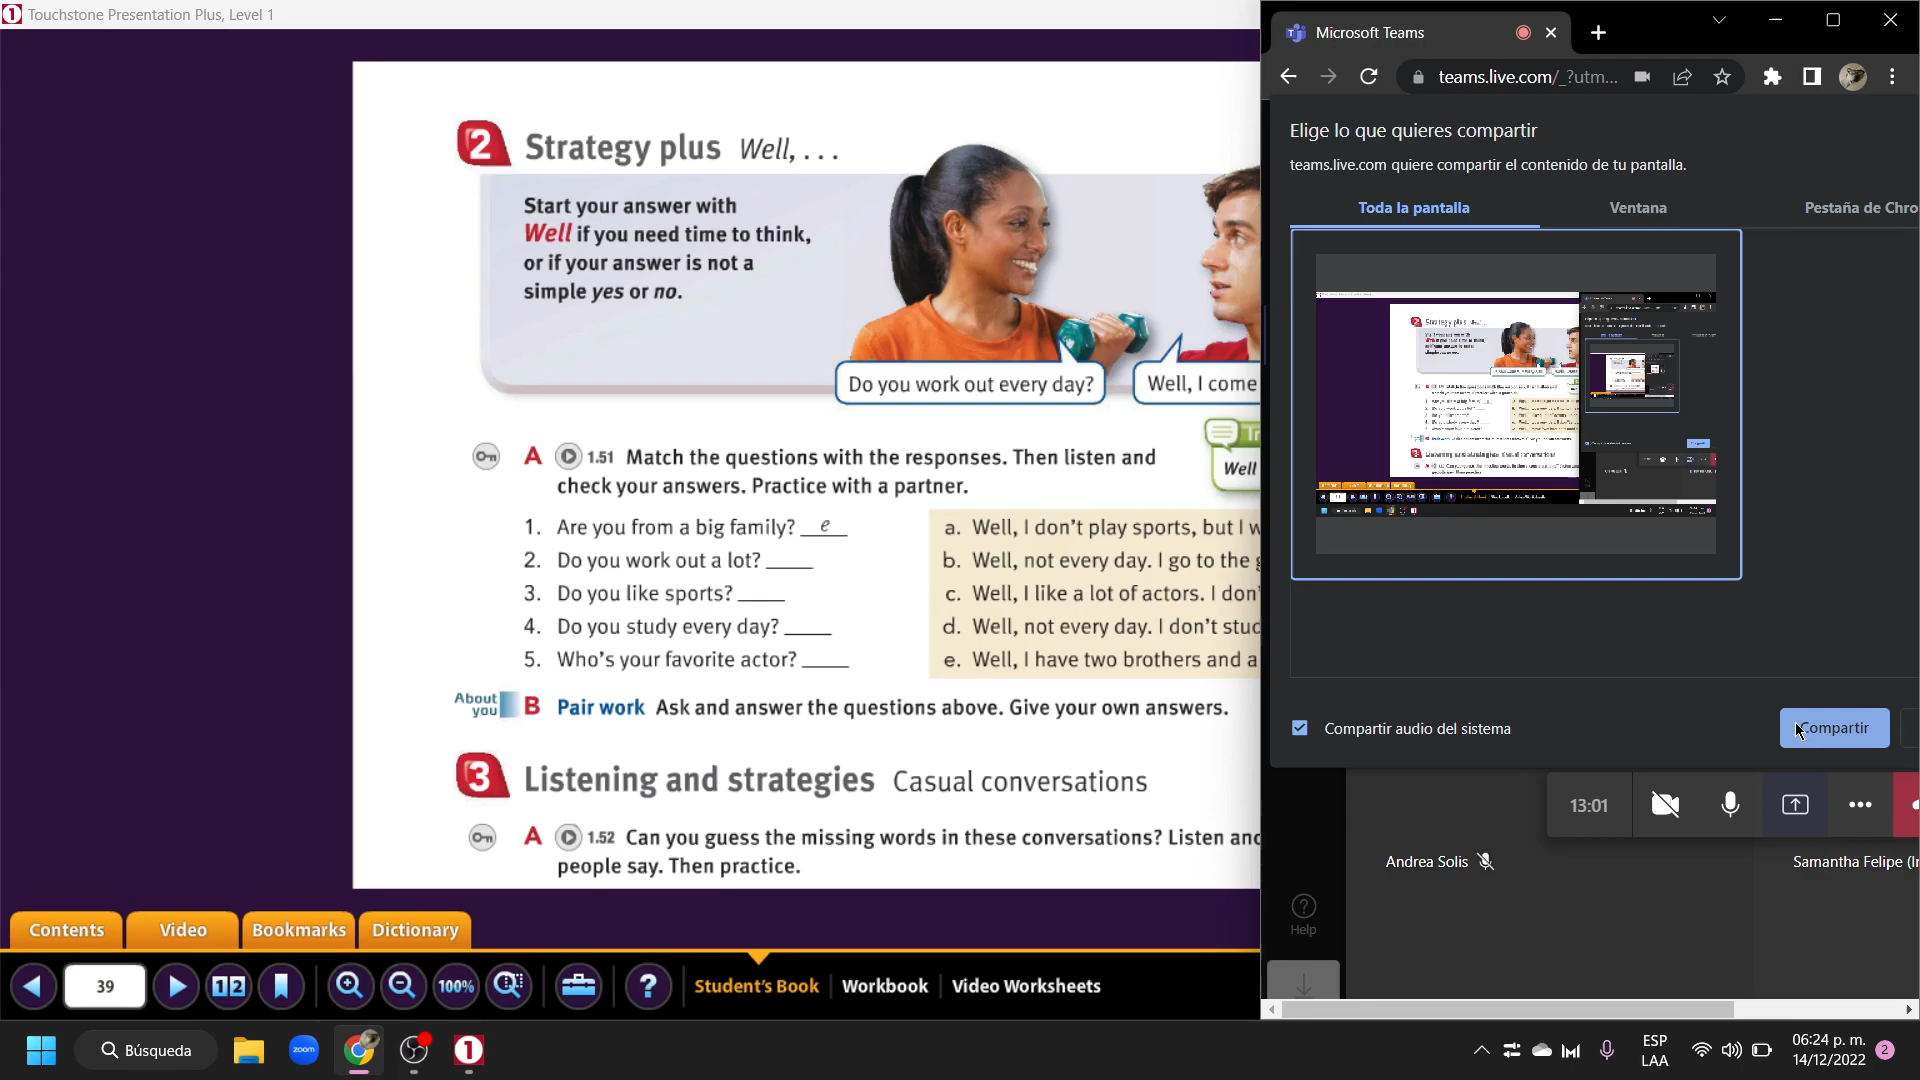 Touchstone Presentation Plus, Level 1
2 Strategy plus Well, . . .
Start your answer with
Well if you need time to think,
or if your answer is not a
simple yes or no.
Do you work out every day?
Well, I come
Well
A 1.51 Match the questions with the responses. Then listen and
check your answers. Practice with a partner.
1. Are you from a big family? e
2. Do you work out a lot? ____
3. Do you like sports? ____
4. Do you study every day? ____
5. Who's your favorite actor? ____
a. Well, I don't play sports, but I w
b. Well, not every day. I go to the
c. Well, I like a lot of actors. I don'
d. Well, not every day. I don't stud
e. Well, I have two brothers and a
About you B Pair work Ask and answer the questions above. Give your own answers.
3 Listening and strategies Casual conversations
A 1.52 Can you guess the missing words in these conversations? Listen and
people say. Then practice.
Contents
Video
Bookmarks
Dictionary
39
12
100%
?
Student's Book
Workbook
Video Worksheets
Microsoft Teams
teams.live.com/_?utm...
Elige lo que quieres compartir
teams.live.com quiere compartir el contenido de tu pantalla.
Toda la pantalla
Ventana
Pestaña de Chro
Compartir audio del sistema
Compartir
13:01
Andrea Solis
Samantha Felipe (I
Help
Búsqueda
zoom
1
ESP
LAA
06:24 p. m.
14/12/2022
2